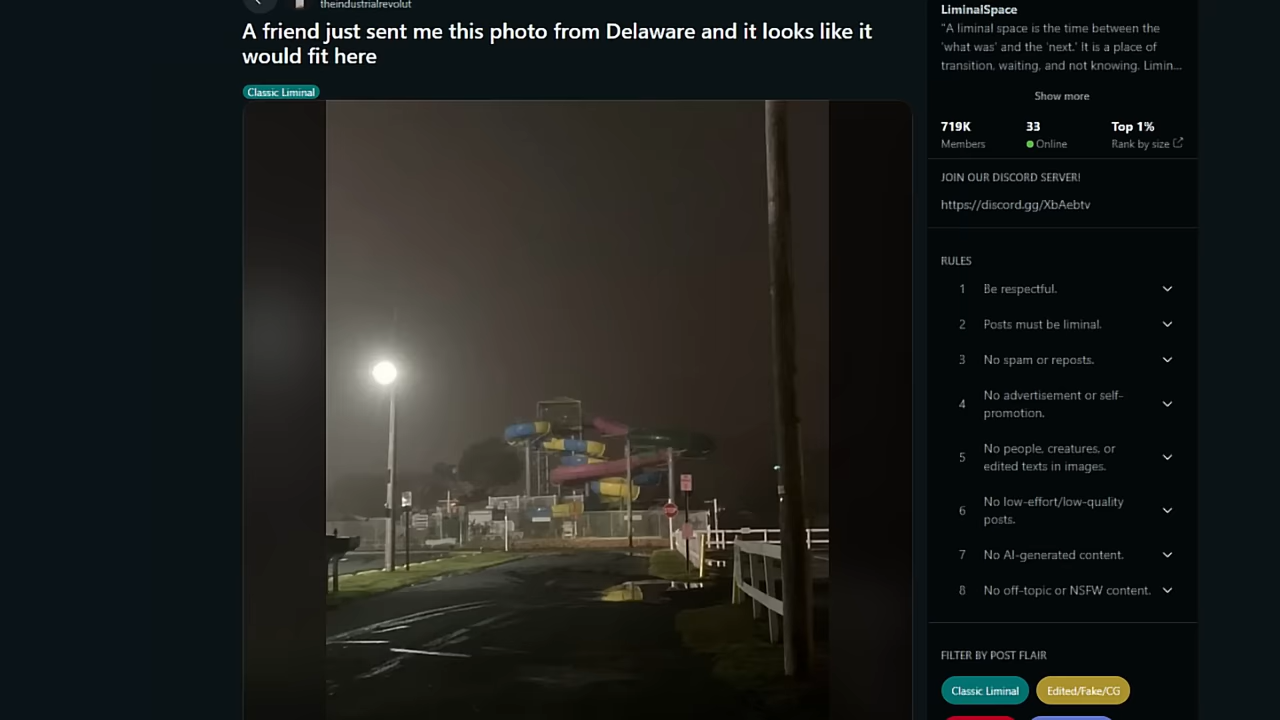 theindustrialrevolut
A friend just sent me this photo from Delaware and it looks like it
would fit here
Classic Liminal
LiminalSpace
"A liminal space is the time between the
'what was' and the 'next.' It is a place of
transition, waiting, and not knowing. Limin...
Show more
719K
Members
33
Online
Top 1%
Rank by size
JOIN OUR DISCORD SERVER!
https://discord.gg/XbAebtv
RULES
1 Be respectful.
2 Posts must be liminal.
3 No spam or reposts.
4 No advertisement or self-
promotion.
5 No people, creatures, or
edited texts in images.
6 No low-effort/low-quality
posts.
7 No AI-generated content.
8 No off-topic or NSFW content.
FILTER BY POST FLAIR
Classic Liminal
Edited/Fake/CG